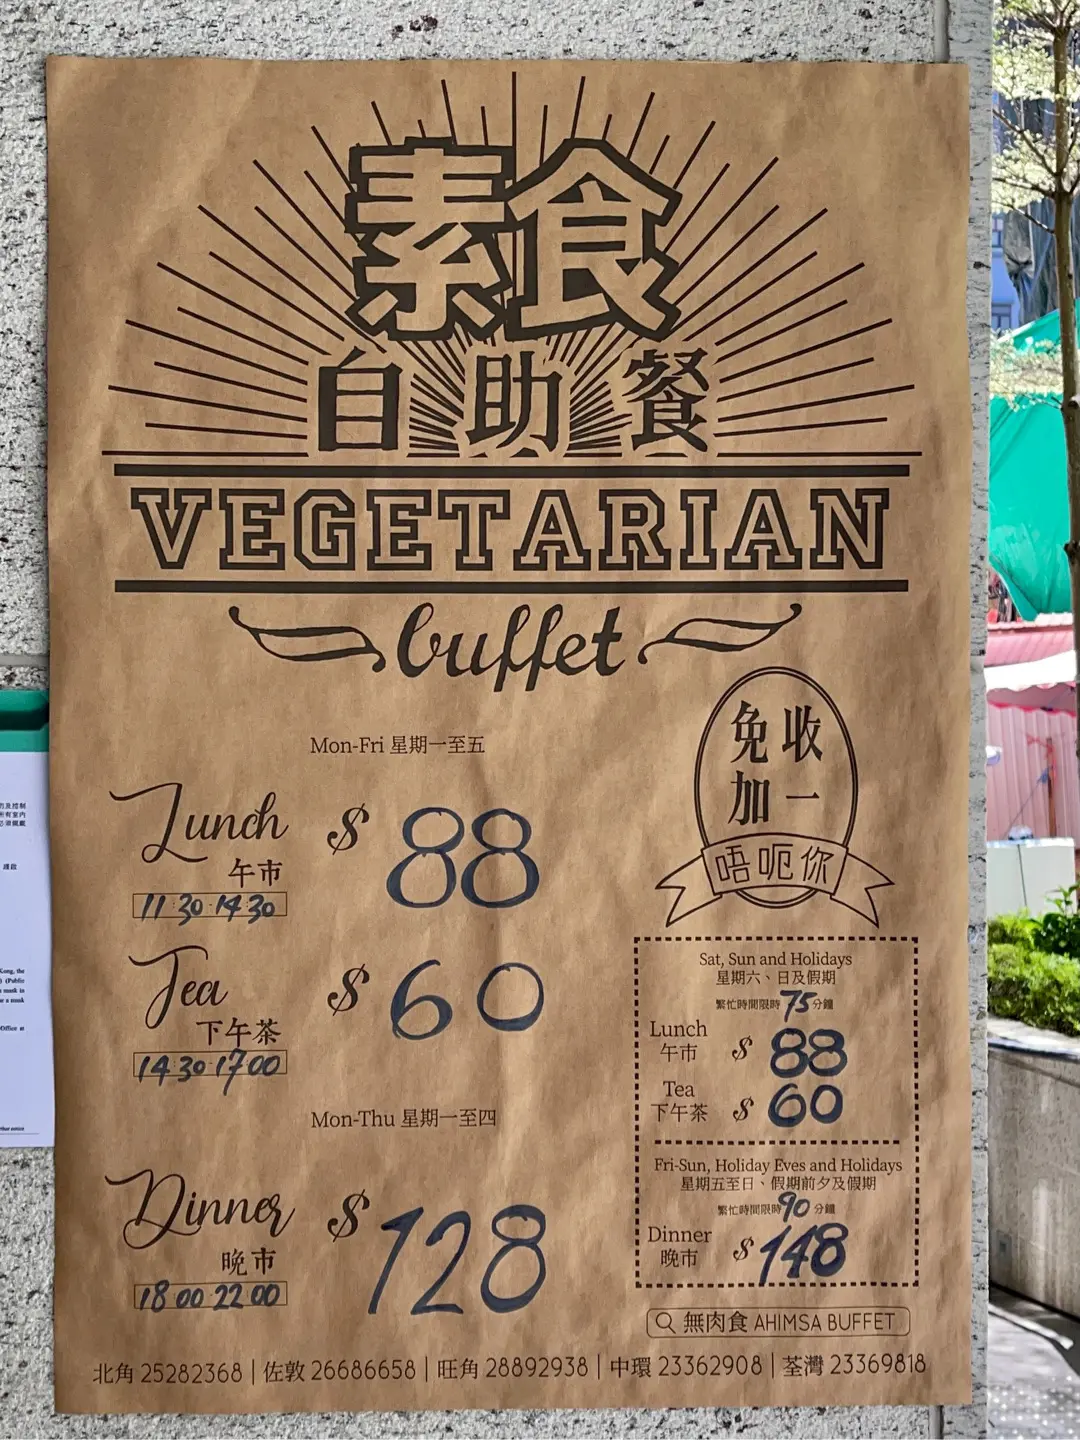 素食
自助餐
VEGETARIAN
buffet
免收
加一
唔呃你
Mon-Fri 星期一至五
Lunch $ 88
午市
11 30 14 30
Tea $ 60
下午茶
14 30 17 00
Mon-Thu 星期一至四
Dinner $ 128
晚市
18 00 22 00
Sat, Sun and Holidays
星期六、日及假期
繁忙時間限時 75 分鐘
Lunch
午市 $ 88
Tea
下午茶 $ 60
Fri-Sun, Holiday Eves and Holidays
星期五至日、假期前夕及假期
繁忙時間限時 90 分鐘
Dinner
晚市 $ 148
無肉食 AHIMSA BUFFET
北角 25282368 | 佐敦 26686658 | 旺角 28892938 | 中環 23362908 | 荃灣 23369818